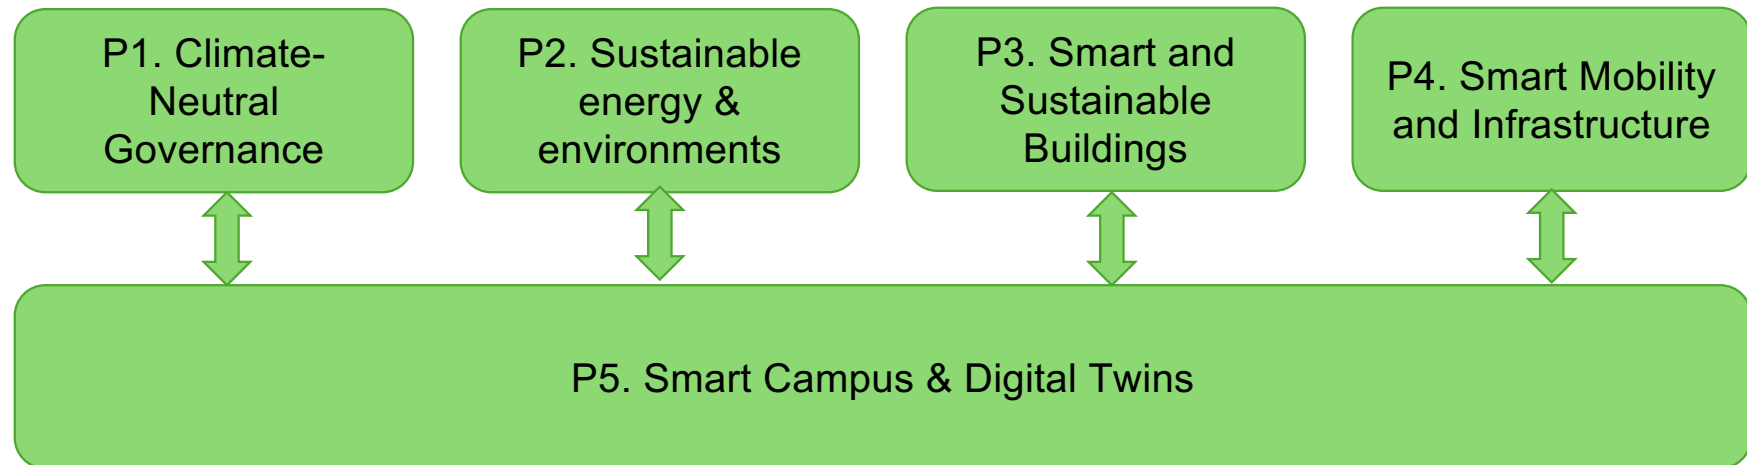 P1. Climate-
Neutral
Governance
P2. Sustainable
energy &
environments
P3. Smart and
Sustainable
Buildings
P4. Smart Mobility
and Infrastructure
P5. Smart Campus & Digital Twins